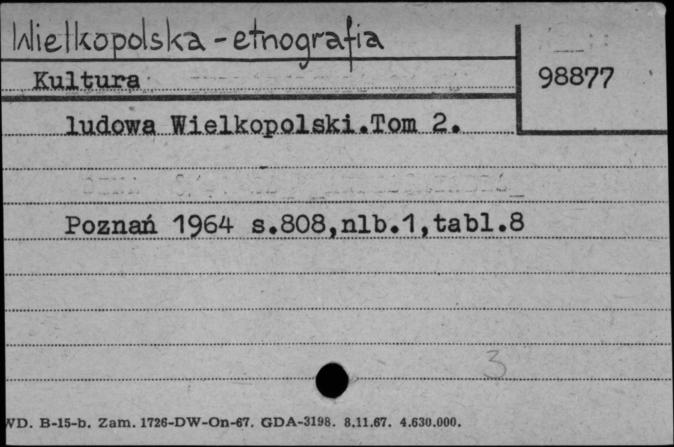 Wielkopolska - etnografia
Kultura
98877
ludowa Wielkopolski.Tom 2.
Poznań 1964 s.808,nlb.1,tabl.8
3
WD. B-15-b. Zam. 1726-DW-On-67. GDA-3198. 8.11.67. 4.630.000.